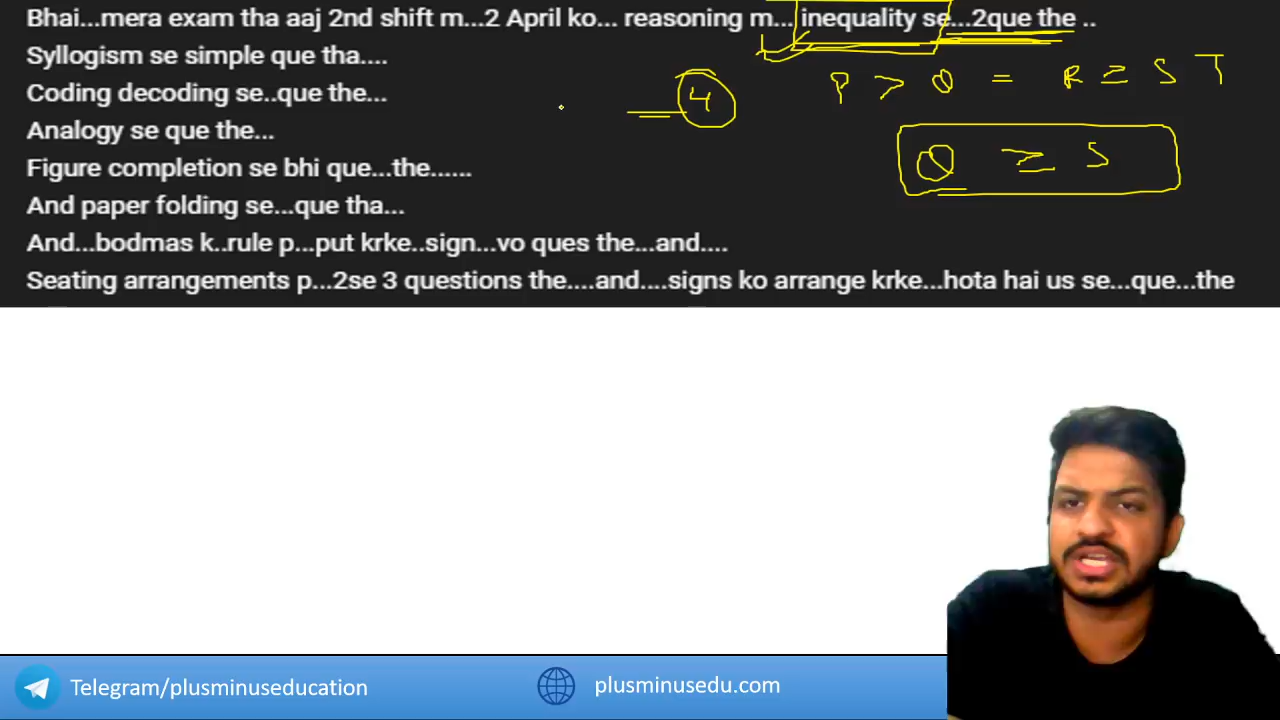 Bhai...mera exam tha aaj 2nd shift m...2 April ko... reasoning m... inequality se...2que the ..
Syllogism se simple que tha....
P > Q = R ≥ S T
Coding decoding se..que the...
4
Analogy se que the...
Q ≥ S
Figure completion se bhi que...the......
And paper folding se...que tha...
And...bodmas k..rule p...put krke..sign...vo ques the...and....
Seating arrangements p...2se 3 questions the....and....signs ko arrange krke...hota hai us se...que...the
Telegram/plusminuseducation
plusminusedu.com